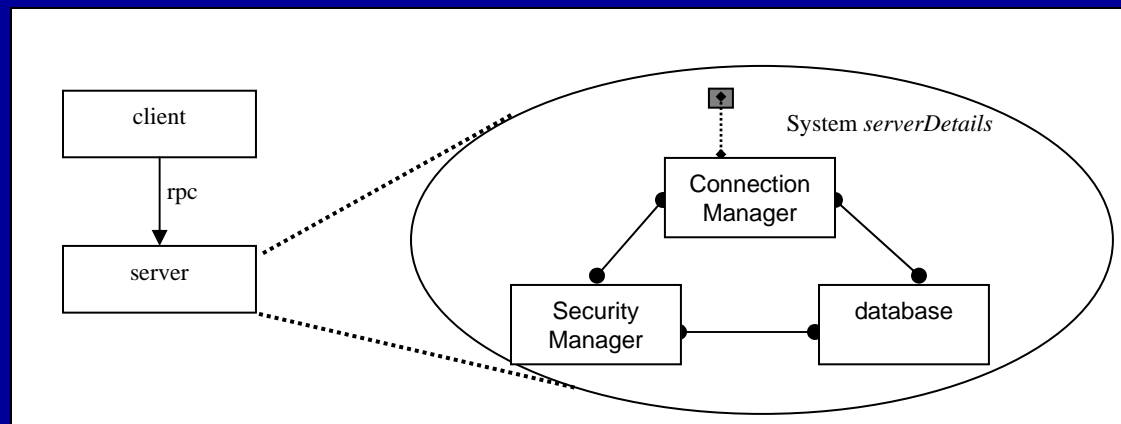 client
rpc
server
System serverDetails
Connection
Manager
Security
Manager
database